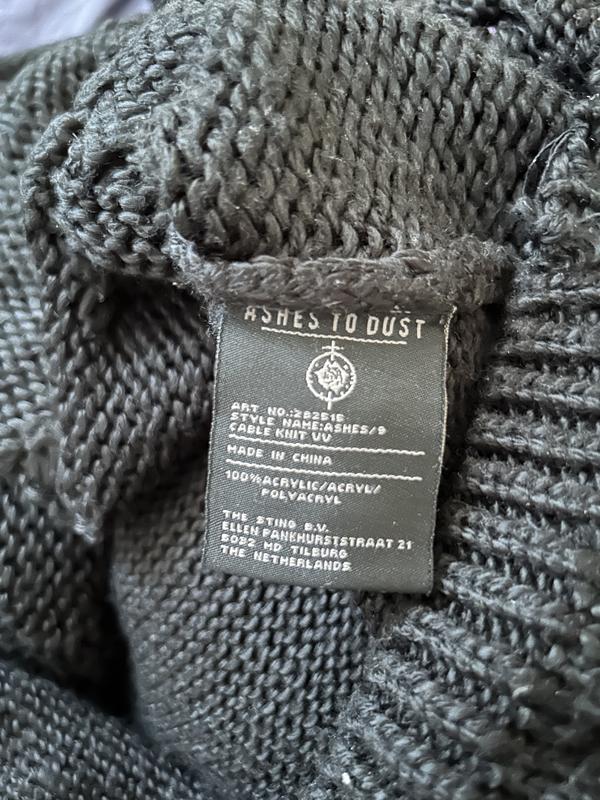 ASHES TO DUST
ART NO.:282515
STYLE NAME:ASHES/9
CABLE KNIT VV
MADE IN CHINA
100%ACRYLIC/ACRYL/
POLYACRYL
THE STING B.V.
ELLEN PANKHURSTSTRAAT 21
5032 MD TILBURG
THE NETHERLANDS